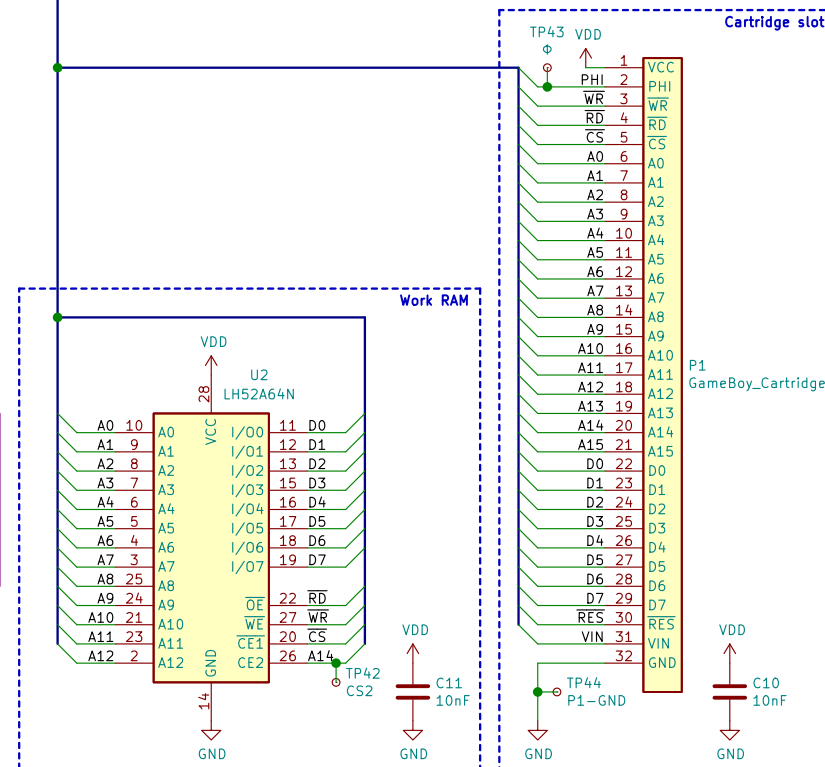 Cartridge slot
TP43
Φ
VDD
1 VCC
PHI 2 PHI
WR 3 WR
RD 4 RD
CS 5 CS
A0 6 A0
A1 7 A1
A2 8 A2
A3 9 A3
A4 10 A4
A5 11 A5
A6 12 A6
A7 13 A7
A8 14 A8
A9 15 A9
A10 16 A10
A11 17 A11
A12 18 A12
A13 19 A13
A14 20 A14
A15 21 A15
D0 22 D0
D1 23 D1
D2 24 D2
D3 25 D3
D4 26 D4
D5 27 D5
D6 28 D6
D7 29 D7
RES 30 RES
VIN 31 VIN
32 GND
P1
GameBoy_Cartridge
TP44
P1-GND
GND
VDD
C10
10nF
GND
Work RAM
VDD
U2
LH52A64N
28
VCC
A0 10 A0 I/O0 11 D0
A1 9 A1 I/O1 12 D1
A2 8 A2 I/O2 13 D2
A3 7 A3 I/O3 15 D3
A4 6 A4 I/O4 16 D4
A5 5 A5 I/O5 17 D5
A6 4 A6 I/O6 18 D6
A7 3 A7 I/O7 19 D7
A8 25 A8
A9 24 A9 OE 22 RD
A10 21 A10 WE 27 WR
A11 23 A11 CE1 20 CS
A12 2 A12 CE2 26 A14
GND
14
GND
TP42
CS2
VDD
C11
10nF
GND